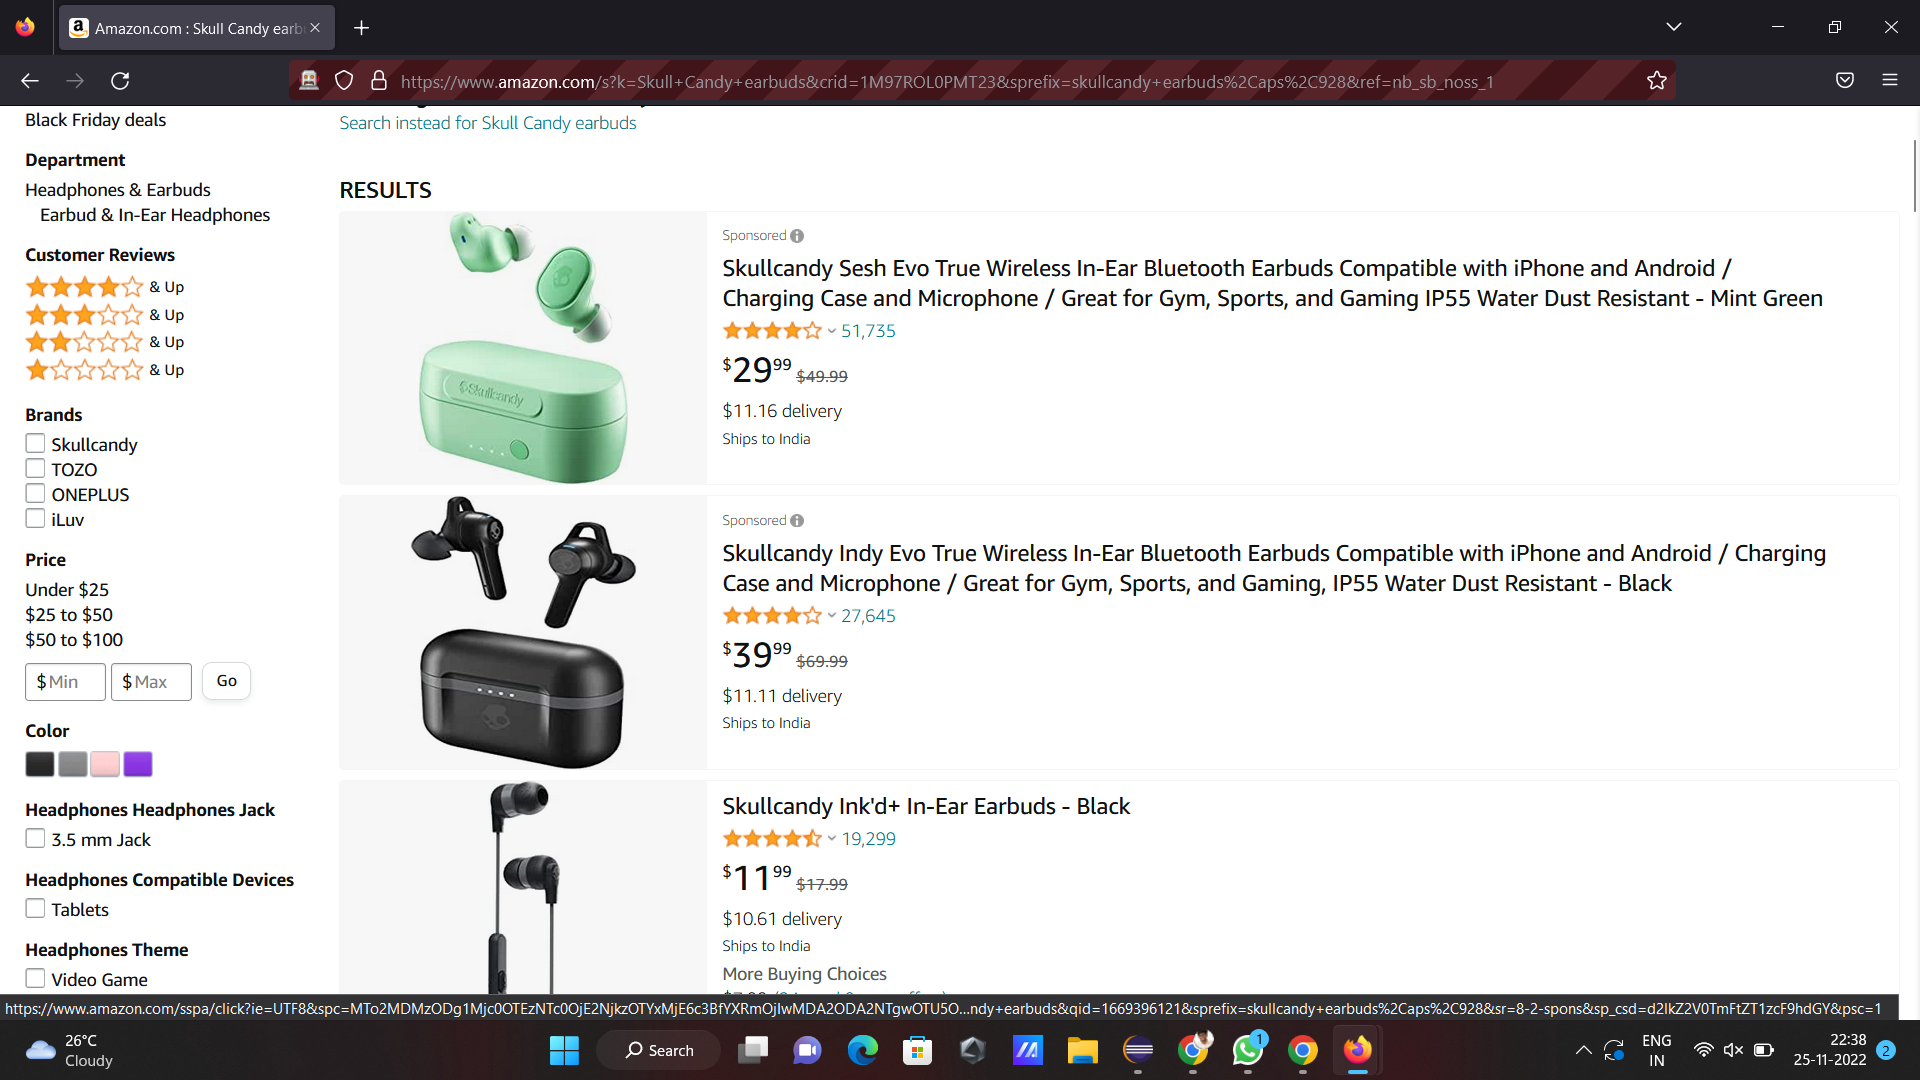 Amazon.com : Skull Candy earb
https://www.amazon.com/s?k=Skull+Candy+earbuds&crid=1M97ROL0PMT23&sprefix=skullcandy+earbuds%2Caps%2C928&ref=nb_sb_noss_1
Black Friday deals
Department
Headphones & Earbuds
Earbud & In-Ear Headphones
Customer Reviews
& Up
& Up
& Up
& Up
Brands
Skullcandy
TOZO
ONEPLUS
iLuv
Price
Under $25
$25 to $50
$50 to $100
$ Min $ Max Go
Color
Headphones Headphones Jack
3.5 mm Jack
Headphones Compatible Devices
Tablets
Headphones Theme
Video Game
Search instead for Skull Candy earbuds
RESULTS
Skullcandy
Sponsored
Skullcandy Sesh Evo True Wireless In-Ear Bluetooth Earbuds Compatible with iPhone and Android /
Charging Case and Microphone / Great for Gym, Sports, and Gaming IP55 Water Dust Resistant - Mint Green
51,735
$29.99 $49.99
$11.16 delivery
Ships to India
Sponsored
Skullcandy Indy Evo True Wireless In-Ear Bluetooth Earbuds Compatible with iPhone and Android / Charging
Case and Microphone / Great for Gym, Sports, and Gaming, IP55 Water Dust Resistant - Black
27,645
$39.99 $69.99
$11.11 delivery
Ships to India
Skullcandy Ink'd+ In-Ear Earbuds - Black
19,299
$11.99 $17.99
$10.61 delivery
Ships to India
More Buying Choices
https://www.amazon.com/sspa/click?ie=UTF8&spc=MTo2MDMzODg1Mjc0OTEzNTc0OjE2NjkzOTYxMjE6c3BfYXRmOjIwMDA2ODA2NTgwOTU5O...ndy+earbuds&qid=1669396121&sprefix=skullcandy+earbuds%2Caps%2C928&sr=8-2-spons&sp_csd=d2lkZ2V0TmFtZT1zcF9hdGY&psc=1
26°C
Cloudy
Search
1
ENG
IN
22:38
25-11-2022
2